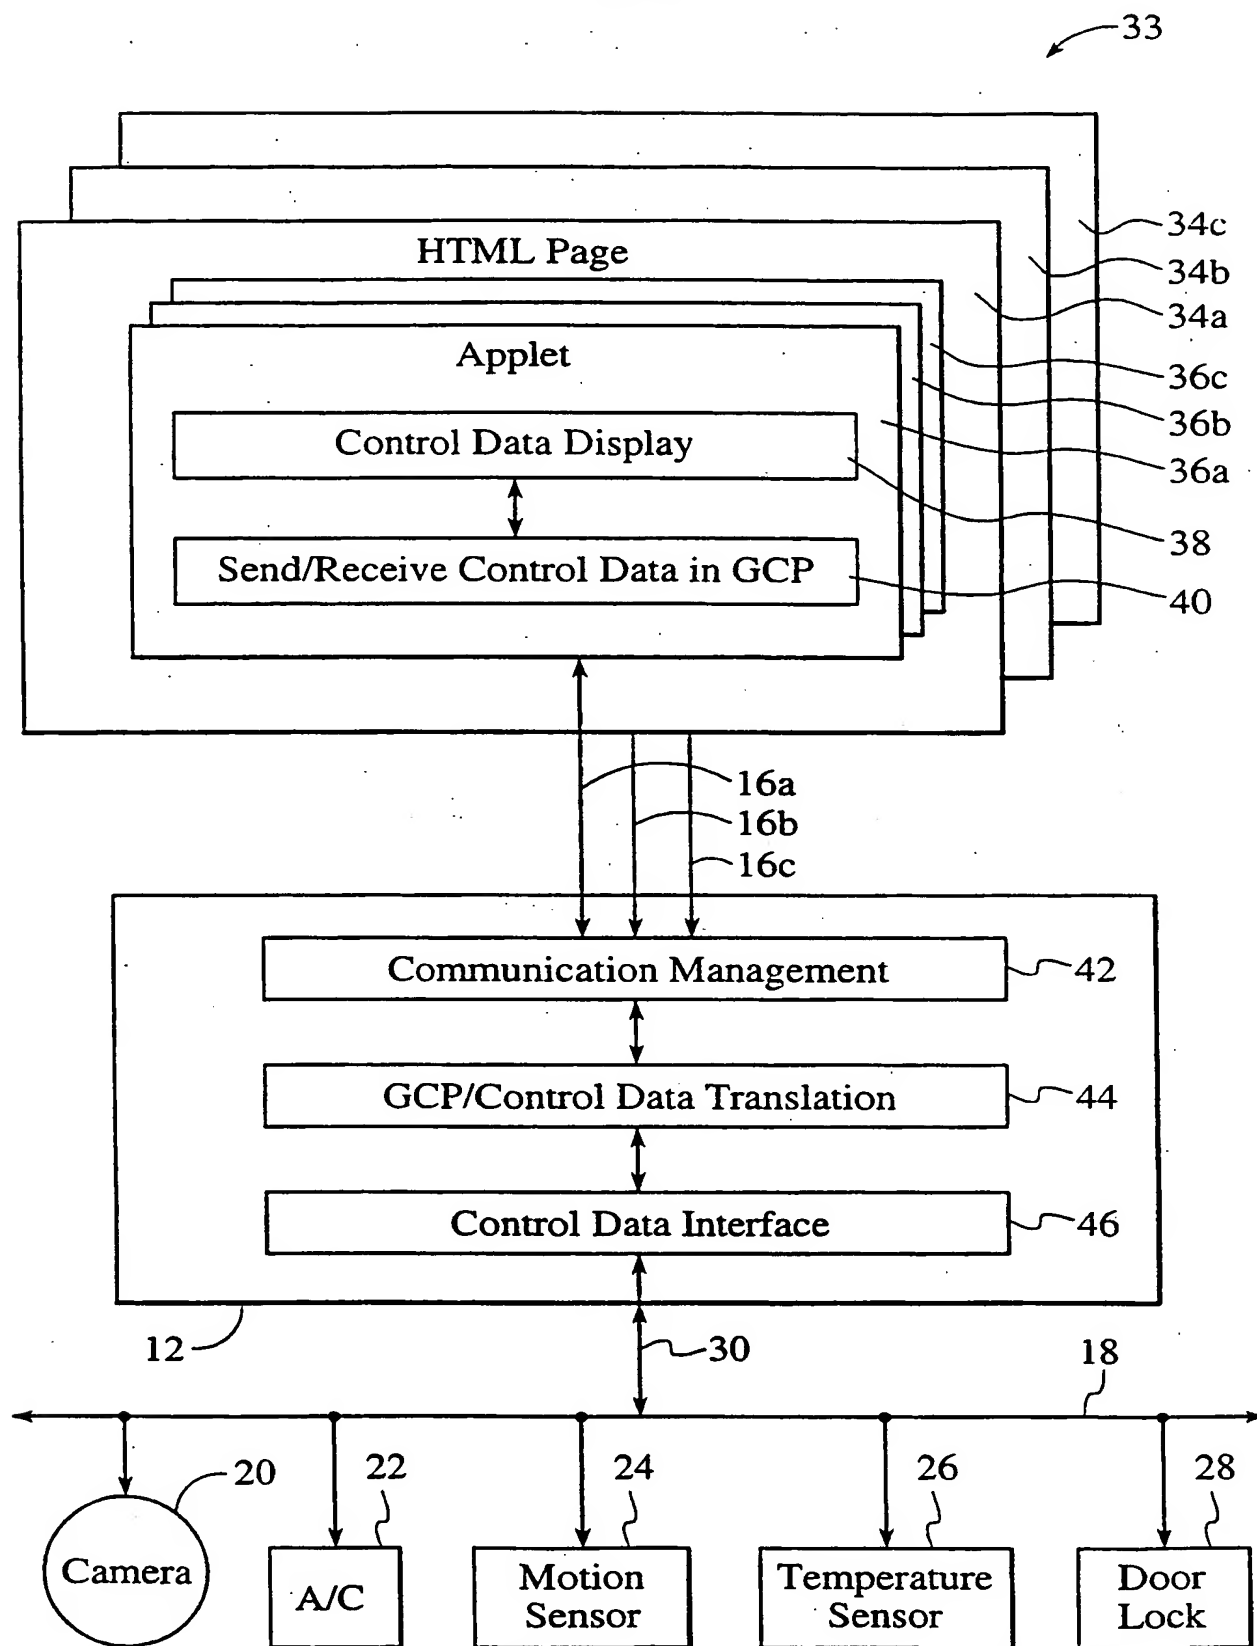 33
HTML Page
34c
34b
34a
Applet
36c
36b
36a
Control Data Display
38
Send/Receive Control Data in GCP
40
16a
16b
16c
Communication Management
42
GCP/Control Data Translation
44
Control Data Interface
46
12
30
18
20
22
24
26
28
Camera
A/C
Motion
Sensor
Temperature
Sensor
Door
Lock